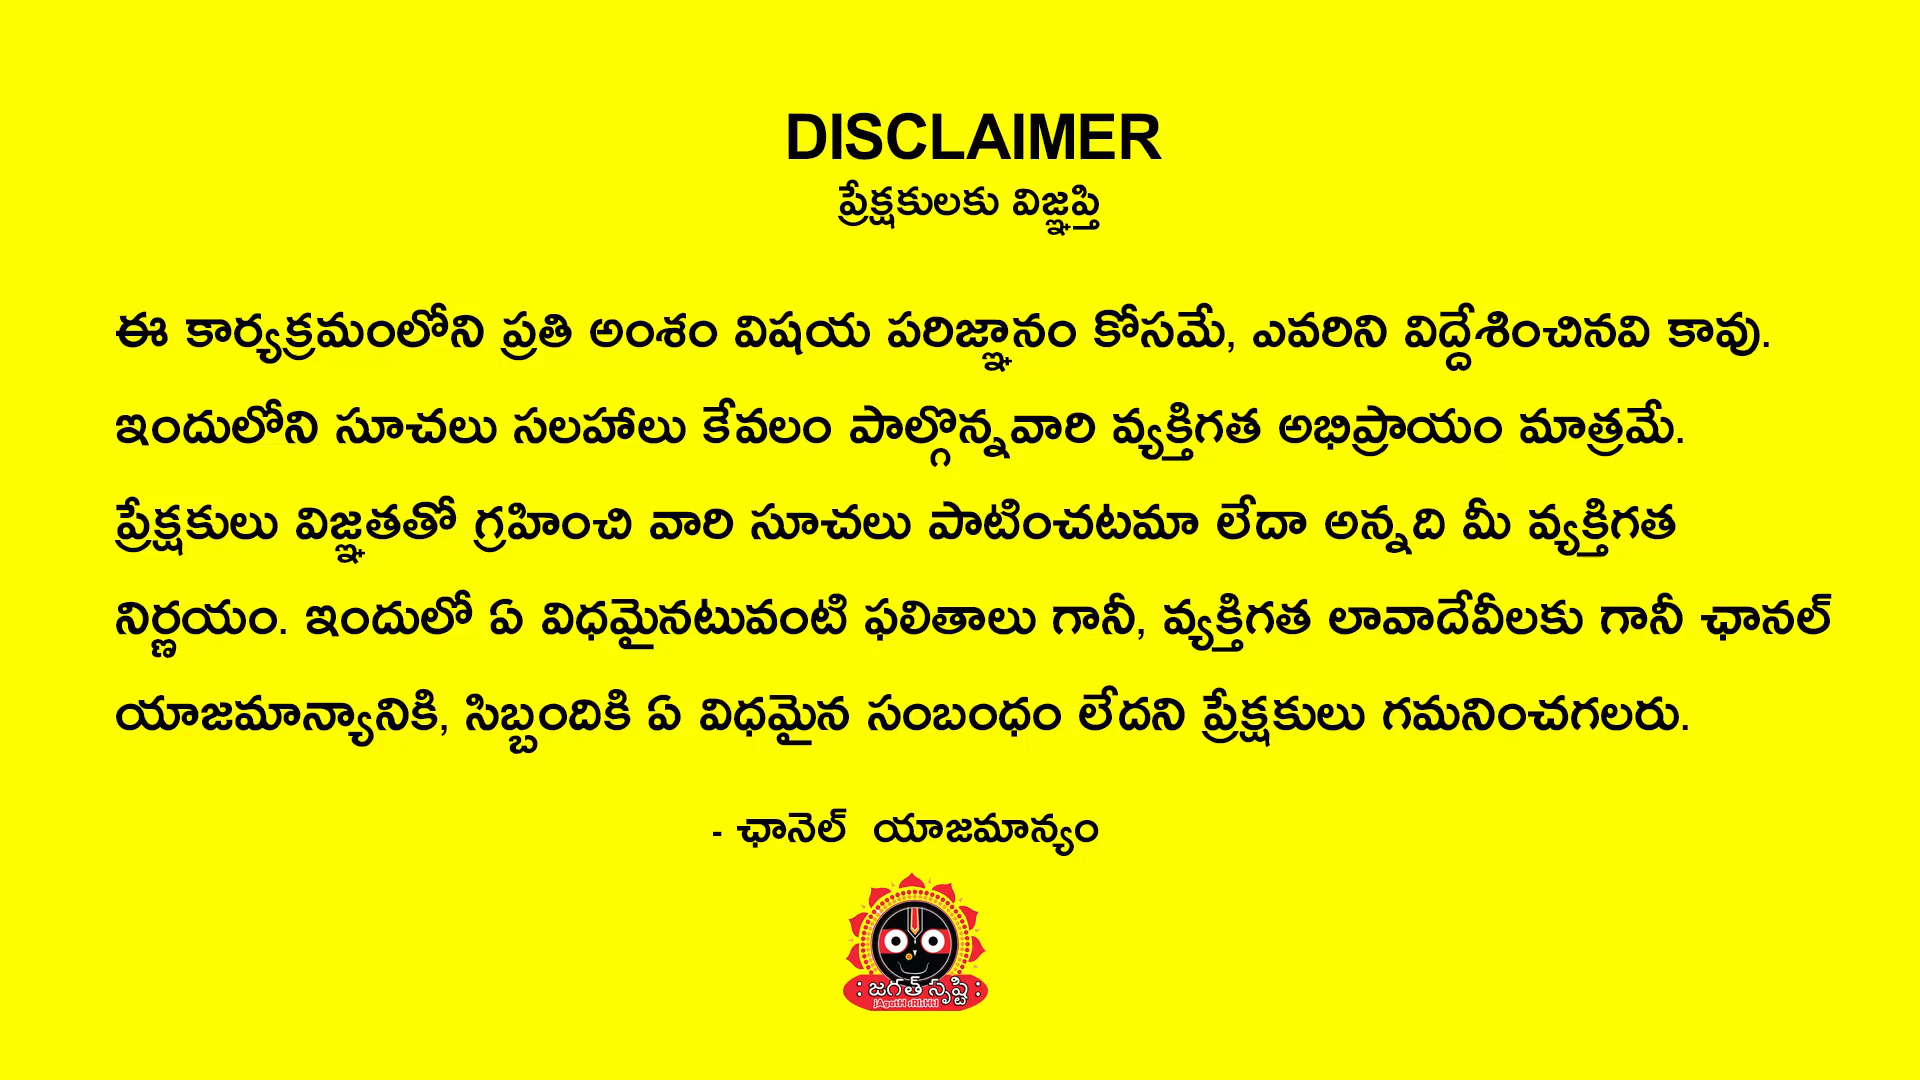 DISCLAIMER
ప్రేక్షకులకు విజ్ఞప్తి
ఈ కార్యక్రమంలోని ప్రతి అంశం విషయ పరిజ్ఞానం కోసమే, ఎవరిని విద్దేశించినవి కావు.
ఇందులోని సూచలు సలహాలు కేవలం పాల్గొన్నవారి వ్యక్తిగత అభిప్రాయం మాత్రమే.
ప్రేక్షకులు విజ్ఞతతో గ్రహించి వారి సూచలు పాటించటమా లేదా అన్నది మీ వ్యక్తిగత
నిర్ణయం. ఇందులో ఏ విధమైనటువంటి ఫలితాలు గానీ, వ్యక్తిగత లావాదేవీలకు గానీ ఛానల్
యాజమాన్యానికి, సిబ్బందికి ఏ విధమైన సంబంధం లేదని ప్రేక్షకులు గమనించగలరు.
- ఛానెల్ యాజమాన్యం
: జగత్ సృష్టి :
jAgatH sRIsHtI